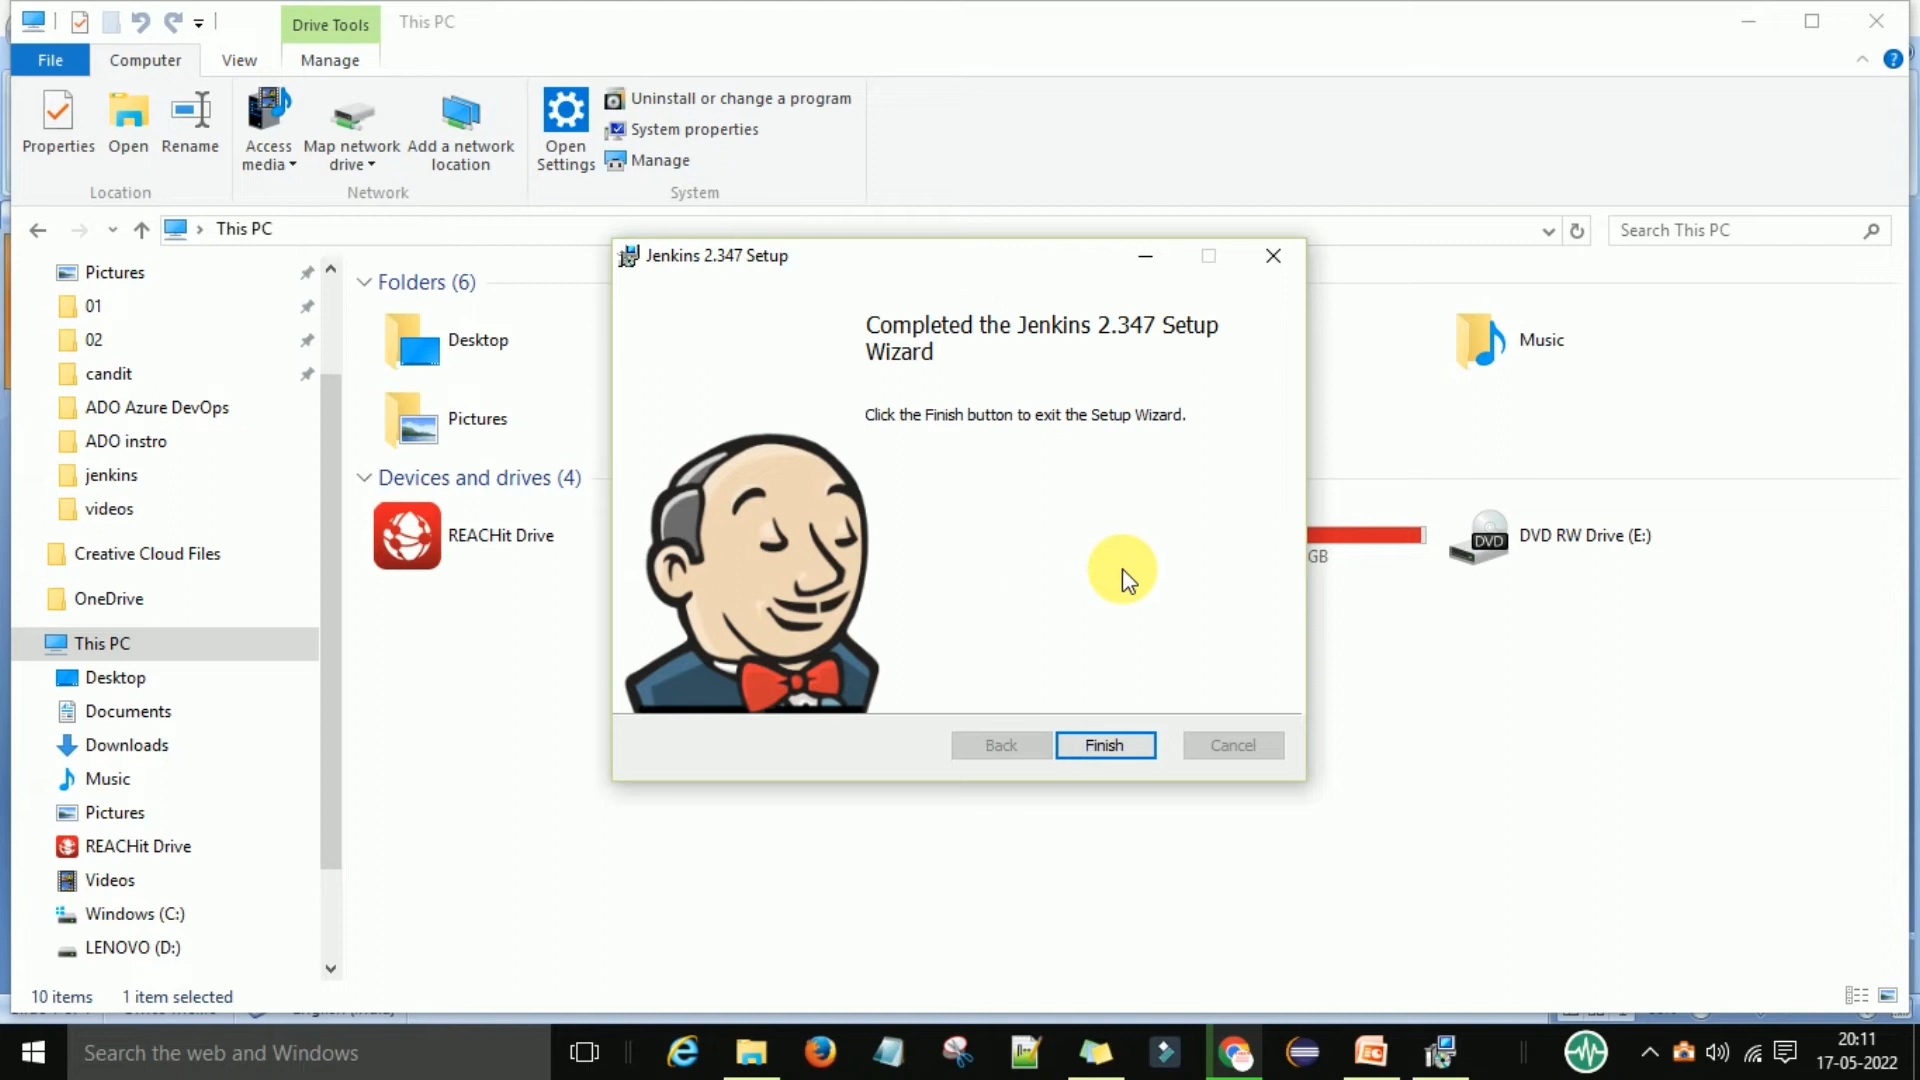 Drive Tools
This PC
File
Computer
View
Manage
Properties
Open
Rename
Access
media
Map network
drive
Add a network
location
Open
Settings
Uninstall or change a program
System properties
Manage
Location
Network
System
This PC
Search This PC
Pictures
01
02
candit
ADO Azure DevOps
ADO instro
jenkins
videos
Creative Cloud Files
OneDrive
This PC
Desktop
Documents
Downloads
Music
Pictures
REACHit Drive
Videos
Windows (C:)
LENOVO (D:)
Folders (6)
Desktop
Music
Pictures
Devices and drives (4)
REACHit Drive
GB
DVD
DVD RW Drive (E:)
Jenkins 2.347 Setup
Completed the Jenkins 2.347 Setup
Wizard
Click the Finish button to exit the Setup Wizard.
Back
Finish
Cancel
10 items
1 item selected
Search the web and Windows
20:11
17-05-2022